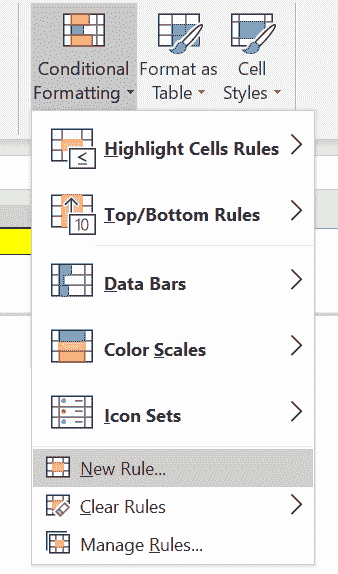 Conditional Format as Cell
Formatting Table Styles
<
Highlight Cells Rules
10
Top/Bottom Rules
Data Bars
Color Scales
Icon Sets
New Rule...
Clear Rules
Manage Rules...